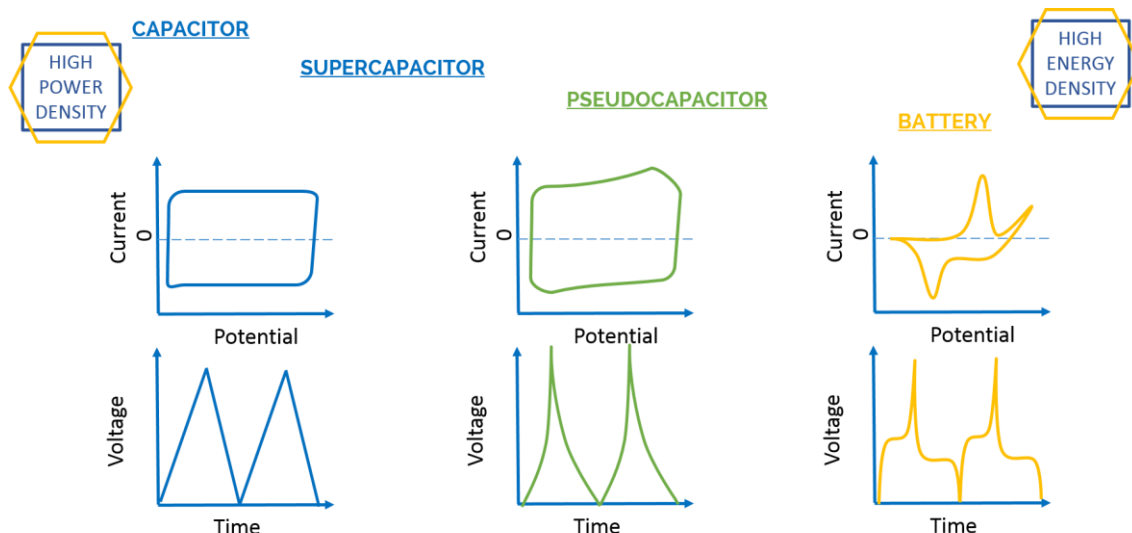 CAPACITOR
HIGH
POWER
DENSITY
SUPERCAPACITOR
PSEUDOCAPACITOR
HIGH
ENERGY
DENSITY
BATTERY
Current
0
Potential
Current
0
Potential
Current
0
Potential
Voltage
Time
Voltage
Time
Voltage
Time